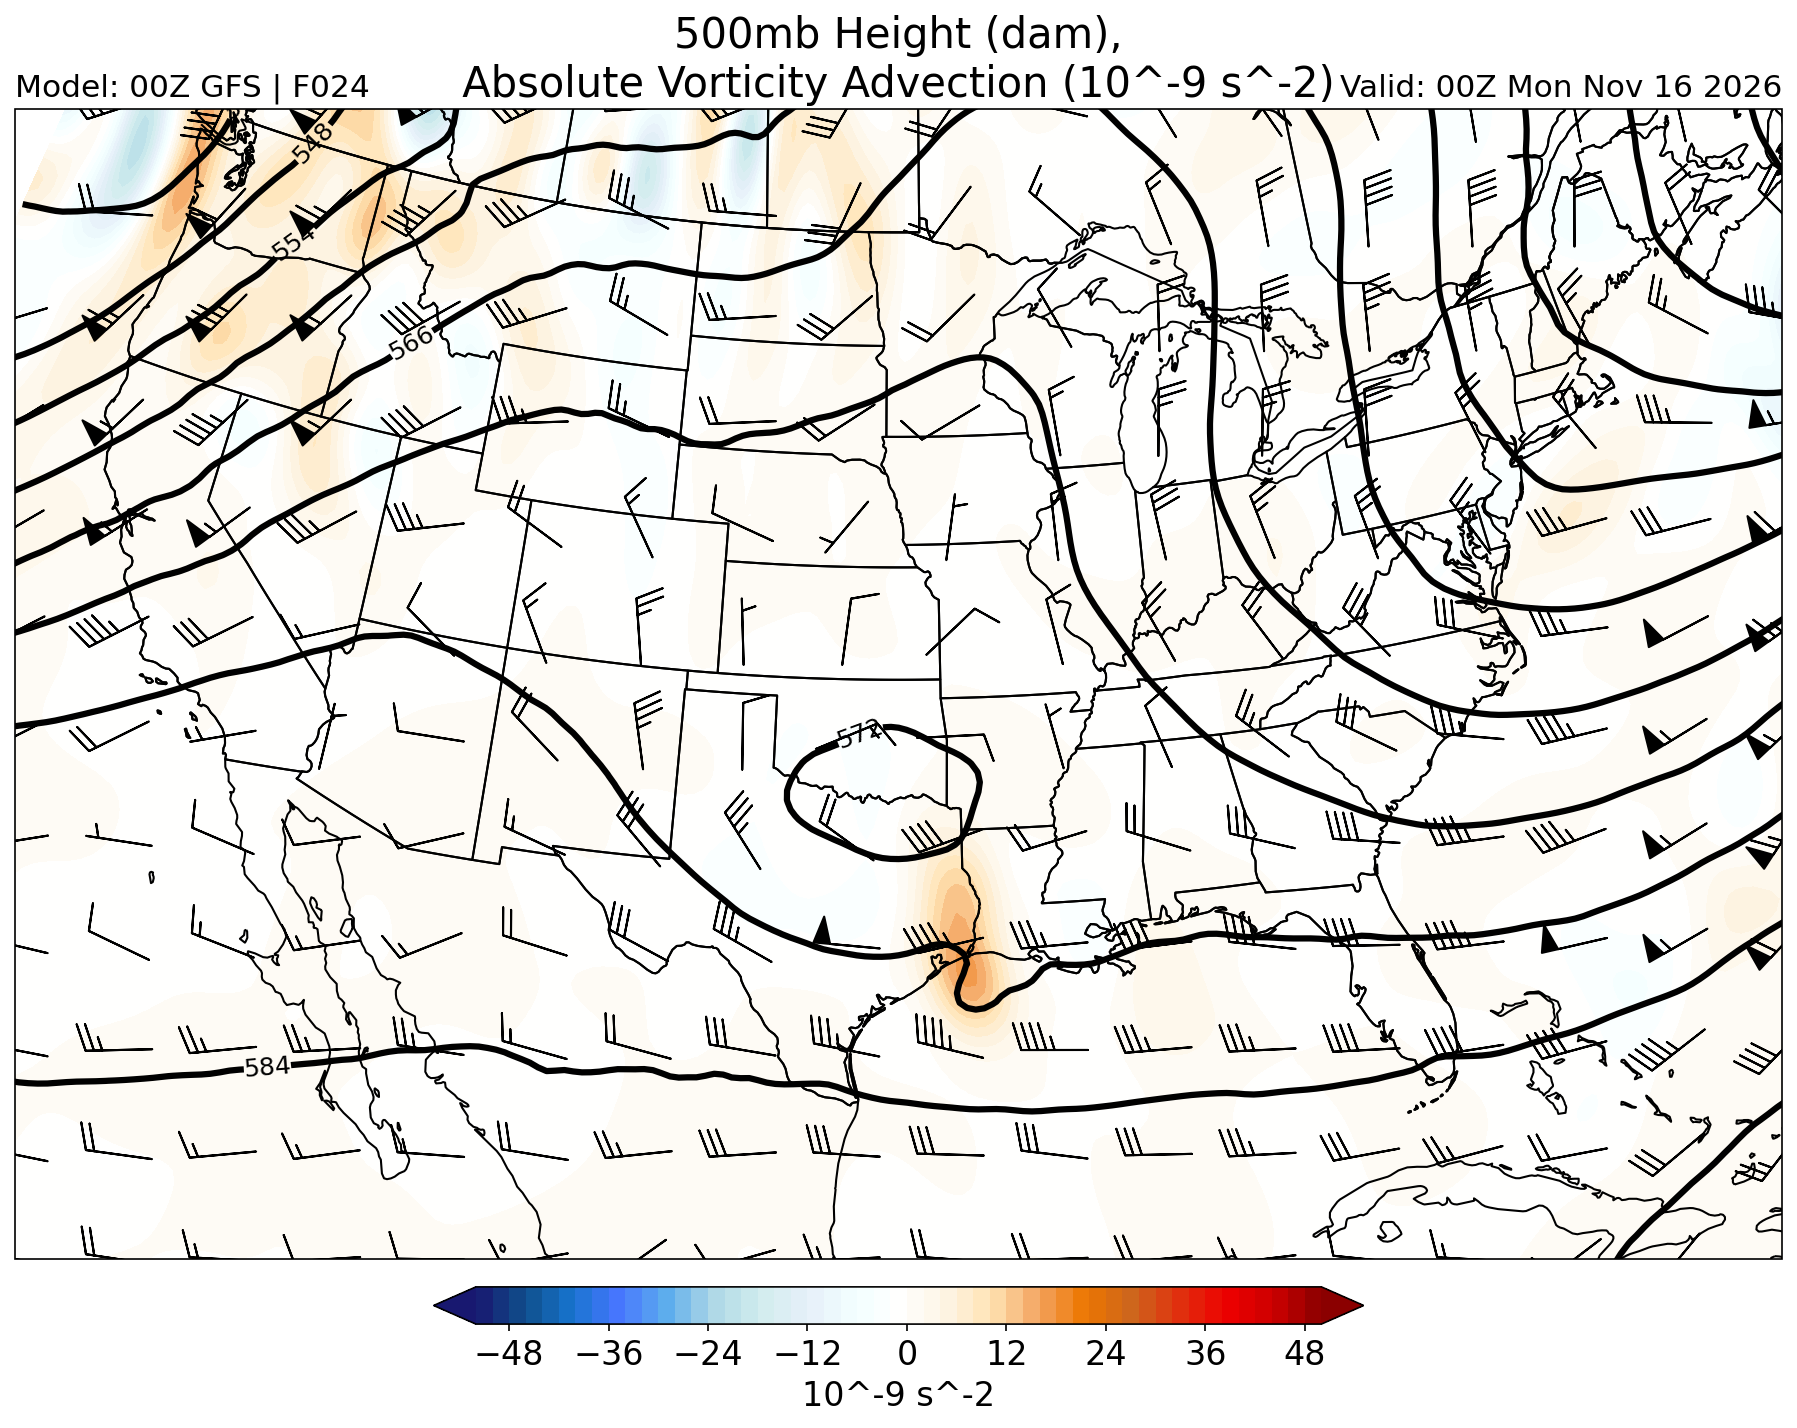 500mb Height (dam),
Model: 00Z GFS | F024
Absolute Vorticity Advection (10^-9 s^-2)
Valid: 00Z Mon Nov 16 2026
548
554
566
572
584
−48
−36
−24
−12
0
12
24
36
48
10^-9 s^-2